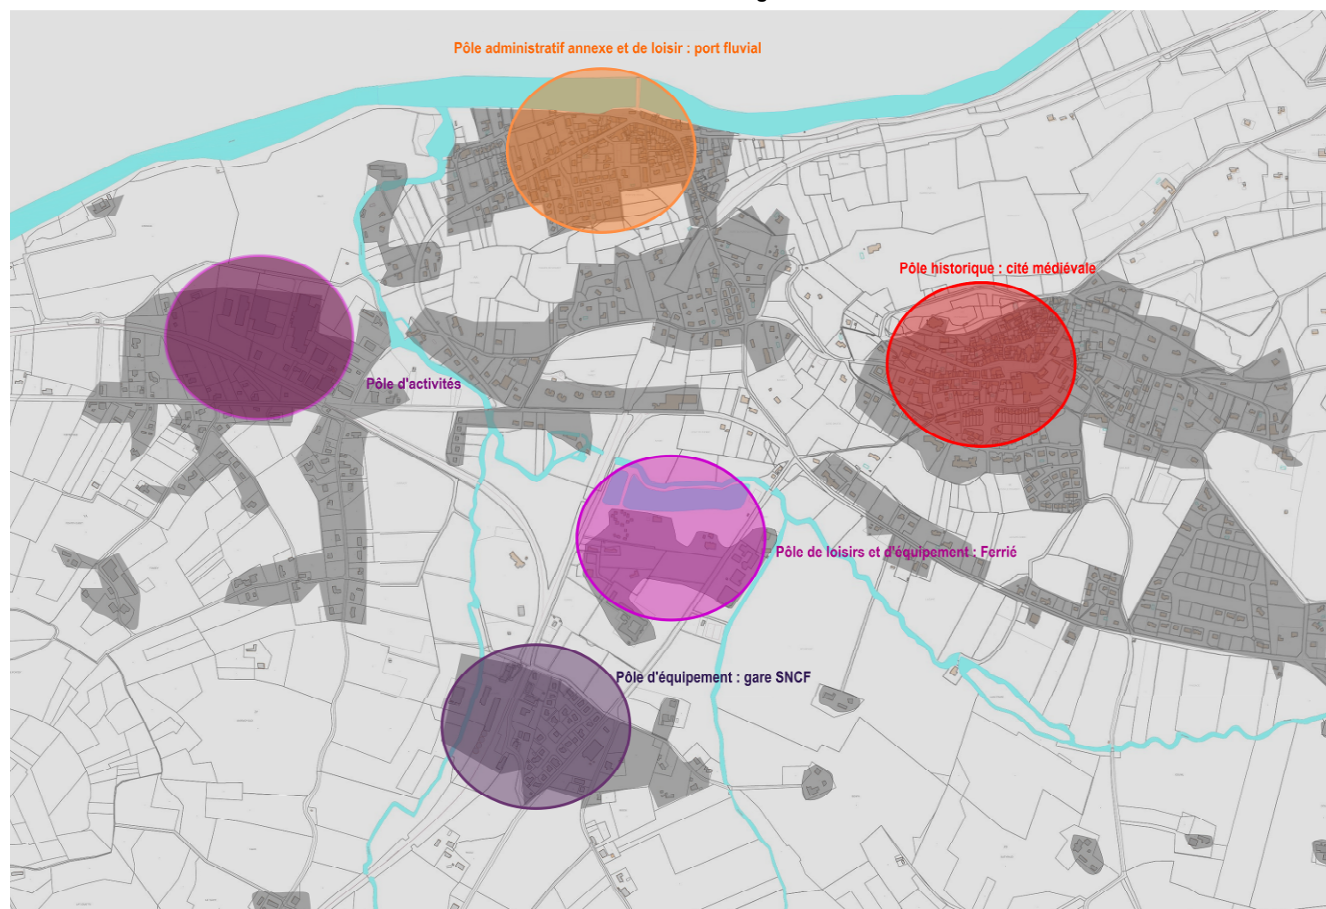 Pôle administratif annexe et de loisir : port fluvial
Pôle historique : cité médiévale
Pôle d'activités
Pôle de loisirs et d'équipement : Ferrié
Pôle d'équipement : gare SNCF